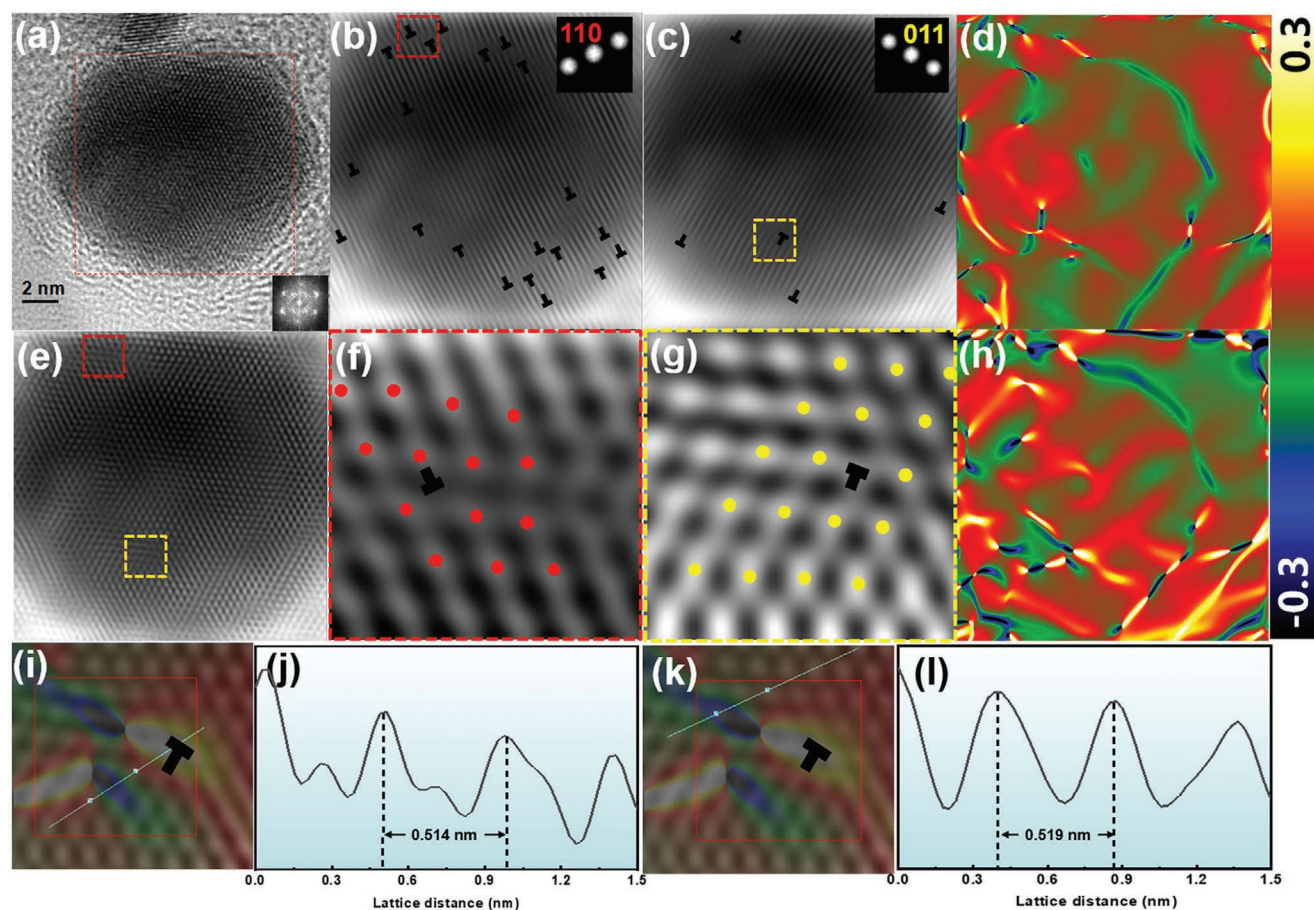 (a)
2 nm
(b)
110
(c)
011
(d)
0.3
-0.3
(e)
(f)
(g)
(h)
(i)
(j)
0.514 nm
0.0 0.3 0.6 0.9 1.2 1.5
Lattice distance (nm)
(k)
(l)
0.519 nm
0.0 0.3 0.6 0.9 1.2 1.5
Lattice distance (nm)